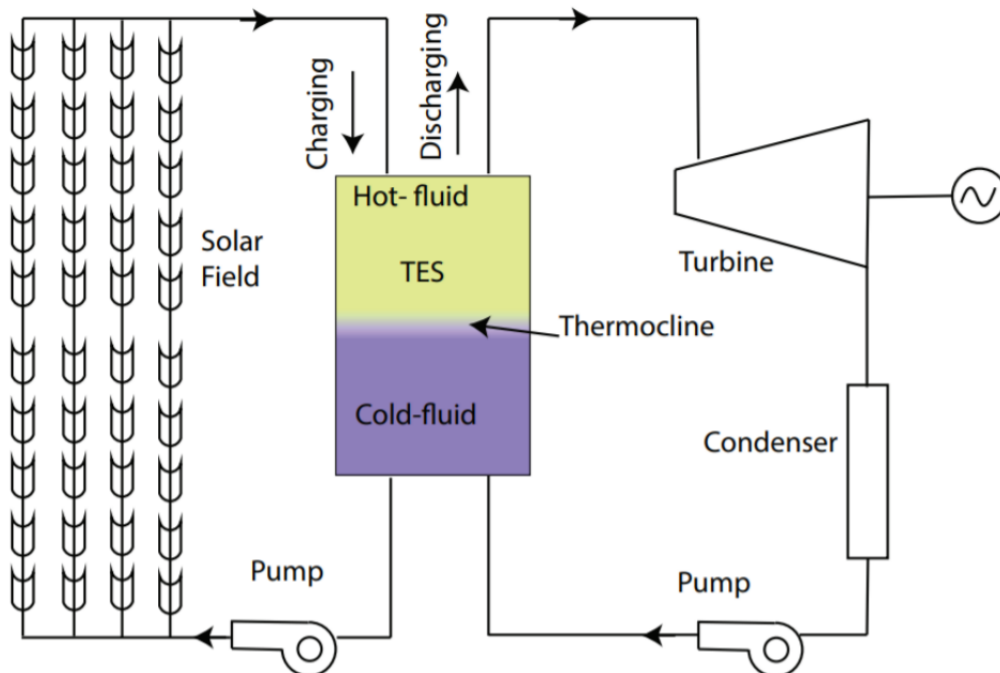 Charging
Discharging
Hot- fluid
TES
Solar
Field
Turbine
Thermocline
Cold-fluid
Condenser
Pump
Pump